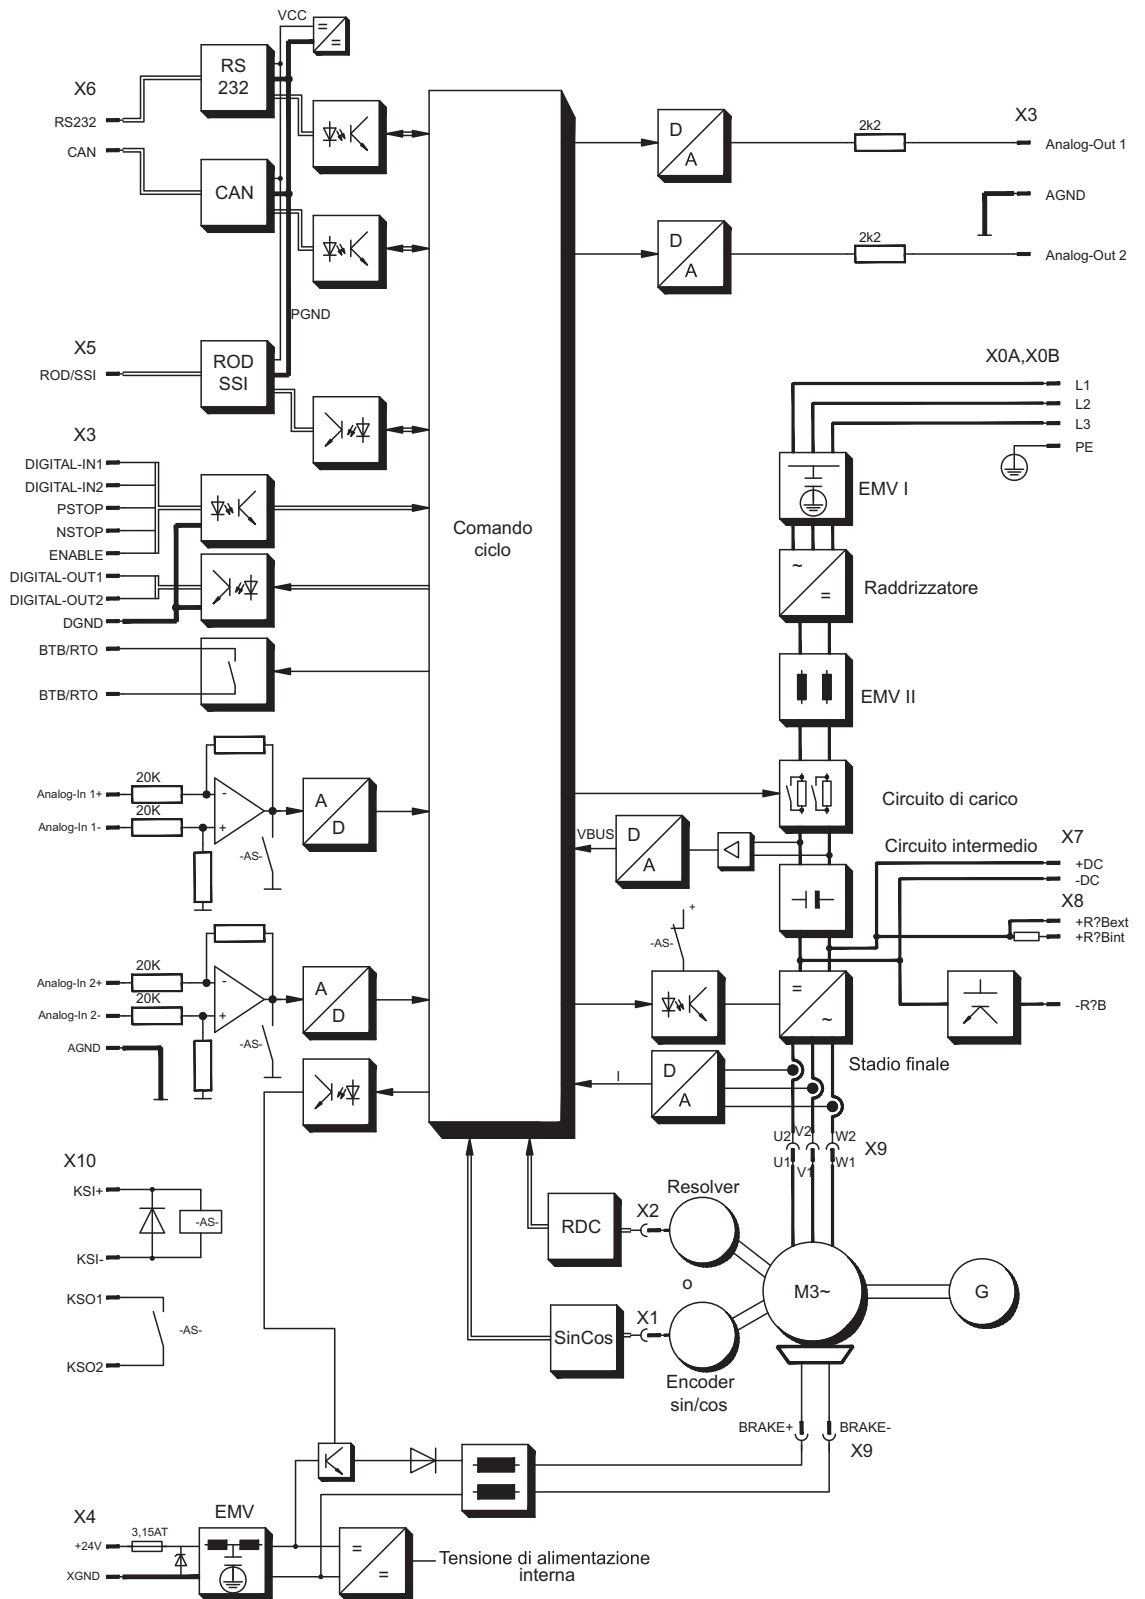 VCC
=
=
RS
232
X6
RS232
CAN
CAN
PGND
X5
ROD/SSI
ROD
SSI
X3
DIGITAL-IN1
DIGITAL-IN2
PSTOP
NSTOP
ENABLE
DIGITAL-OUT1
DIGITAL-OUT2
DGND
BTB/RTO
BTB/RTO
Analog-In 1+
20K
Analog-In 1-
20K
-
+
-AS-
A
D
Analog-In 2+
20K
Analog-In 2-
20K
-
+
-AS-
A
D
AGND
X10
KSI+
-AS-
KSI-
KSO1
-AS-
KSO2
Comando
ciclo
D
A
2k2
X3
Analog-Out 1
AGND
D
A
2k2
Analog-Out 2
X0A,X0B
L1
L2
L3
PE
EMV I
~
=
Raddrizzatore
EMV II
Circuito di carico
VBUS
D
A
Circuito intermedio
X7
+DC
-DC
X8
+R?Bext
+R?Bint
-R?B
+
-AS-
=
~
Stadio finale
I
D
A
U2
V2
W2
X9
U1
V1
W1
Resolver
RDC
X2
o
M3~
G
SinCos
X1
Encoder
sin/cos
BRAKE+
BRAKE-
X9
X4
EMV
+24V
3,15AT
XGND
=
=
Tensione di alimentazione
interna